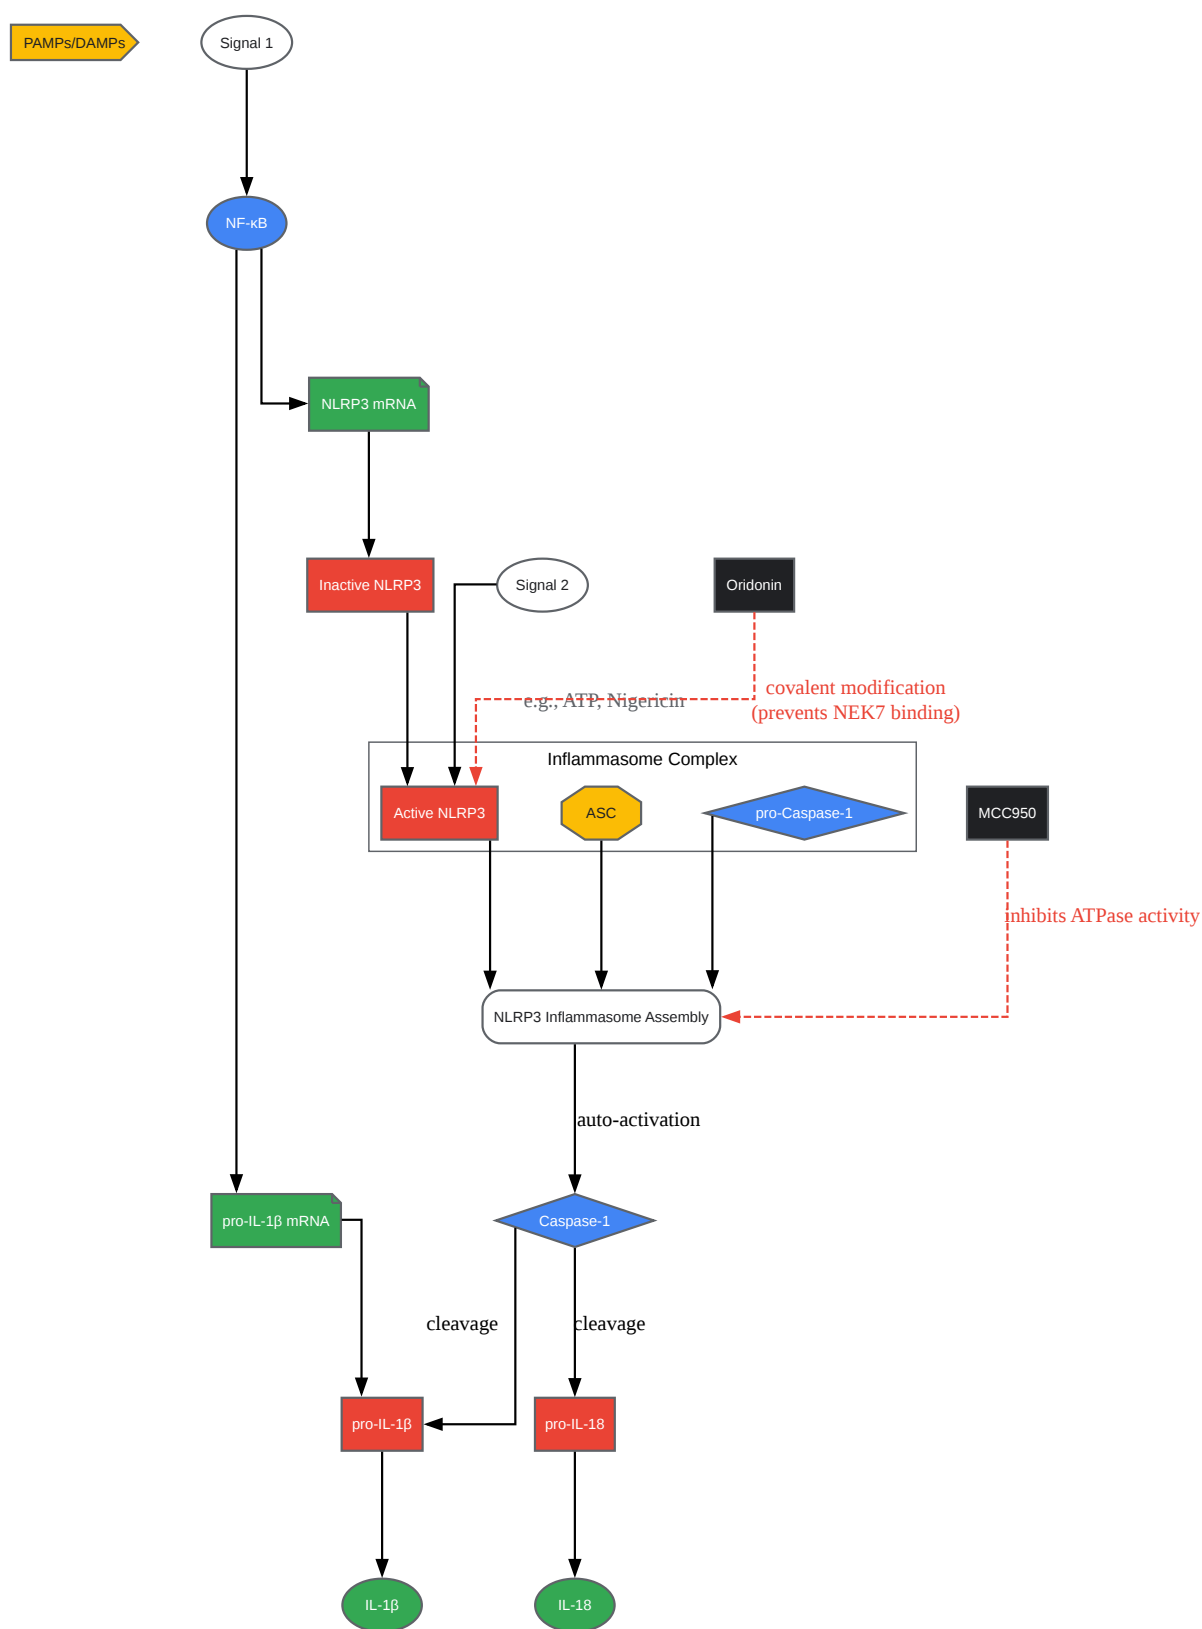 PAMPs/DAMPs
Signal 1
NF-κB
NLRP3 mRNA
Inactive NLRP3
Signal 2
Oridonin
e.g., ATP, Nigericin
covalent modification
(prevents NEK7 binding)
Inflammasome Complex
Active NLRP3
ASC
pro-Caspase-1
MCC950
inhibits ATPase activity
NLRP3 Inflammasome Assembly
auto-activation
pro-IL-1β mRNA
Caspase-1
cleavage
cleavage
pro-IL-1β
pro-IL-18
IL-1β
IL-18